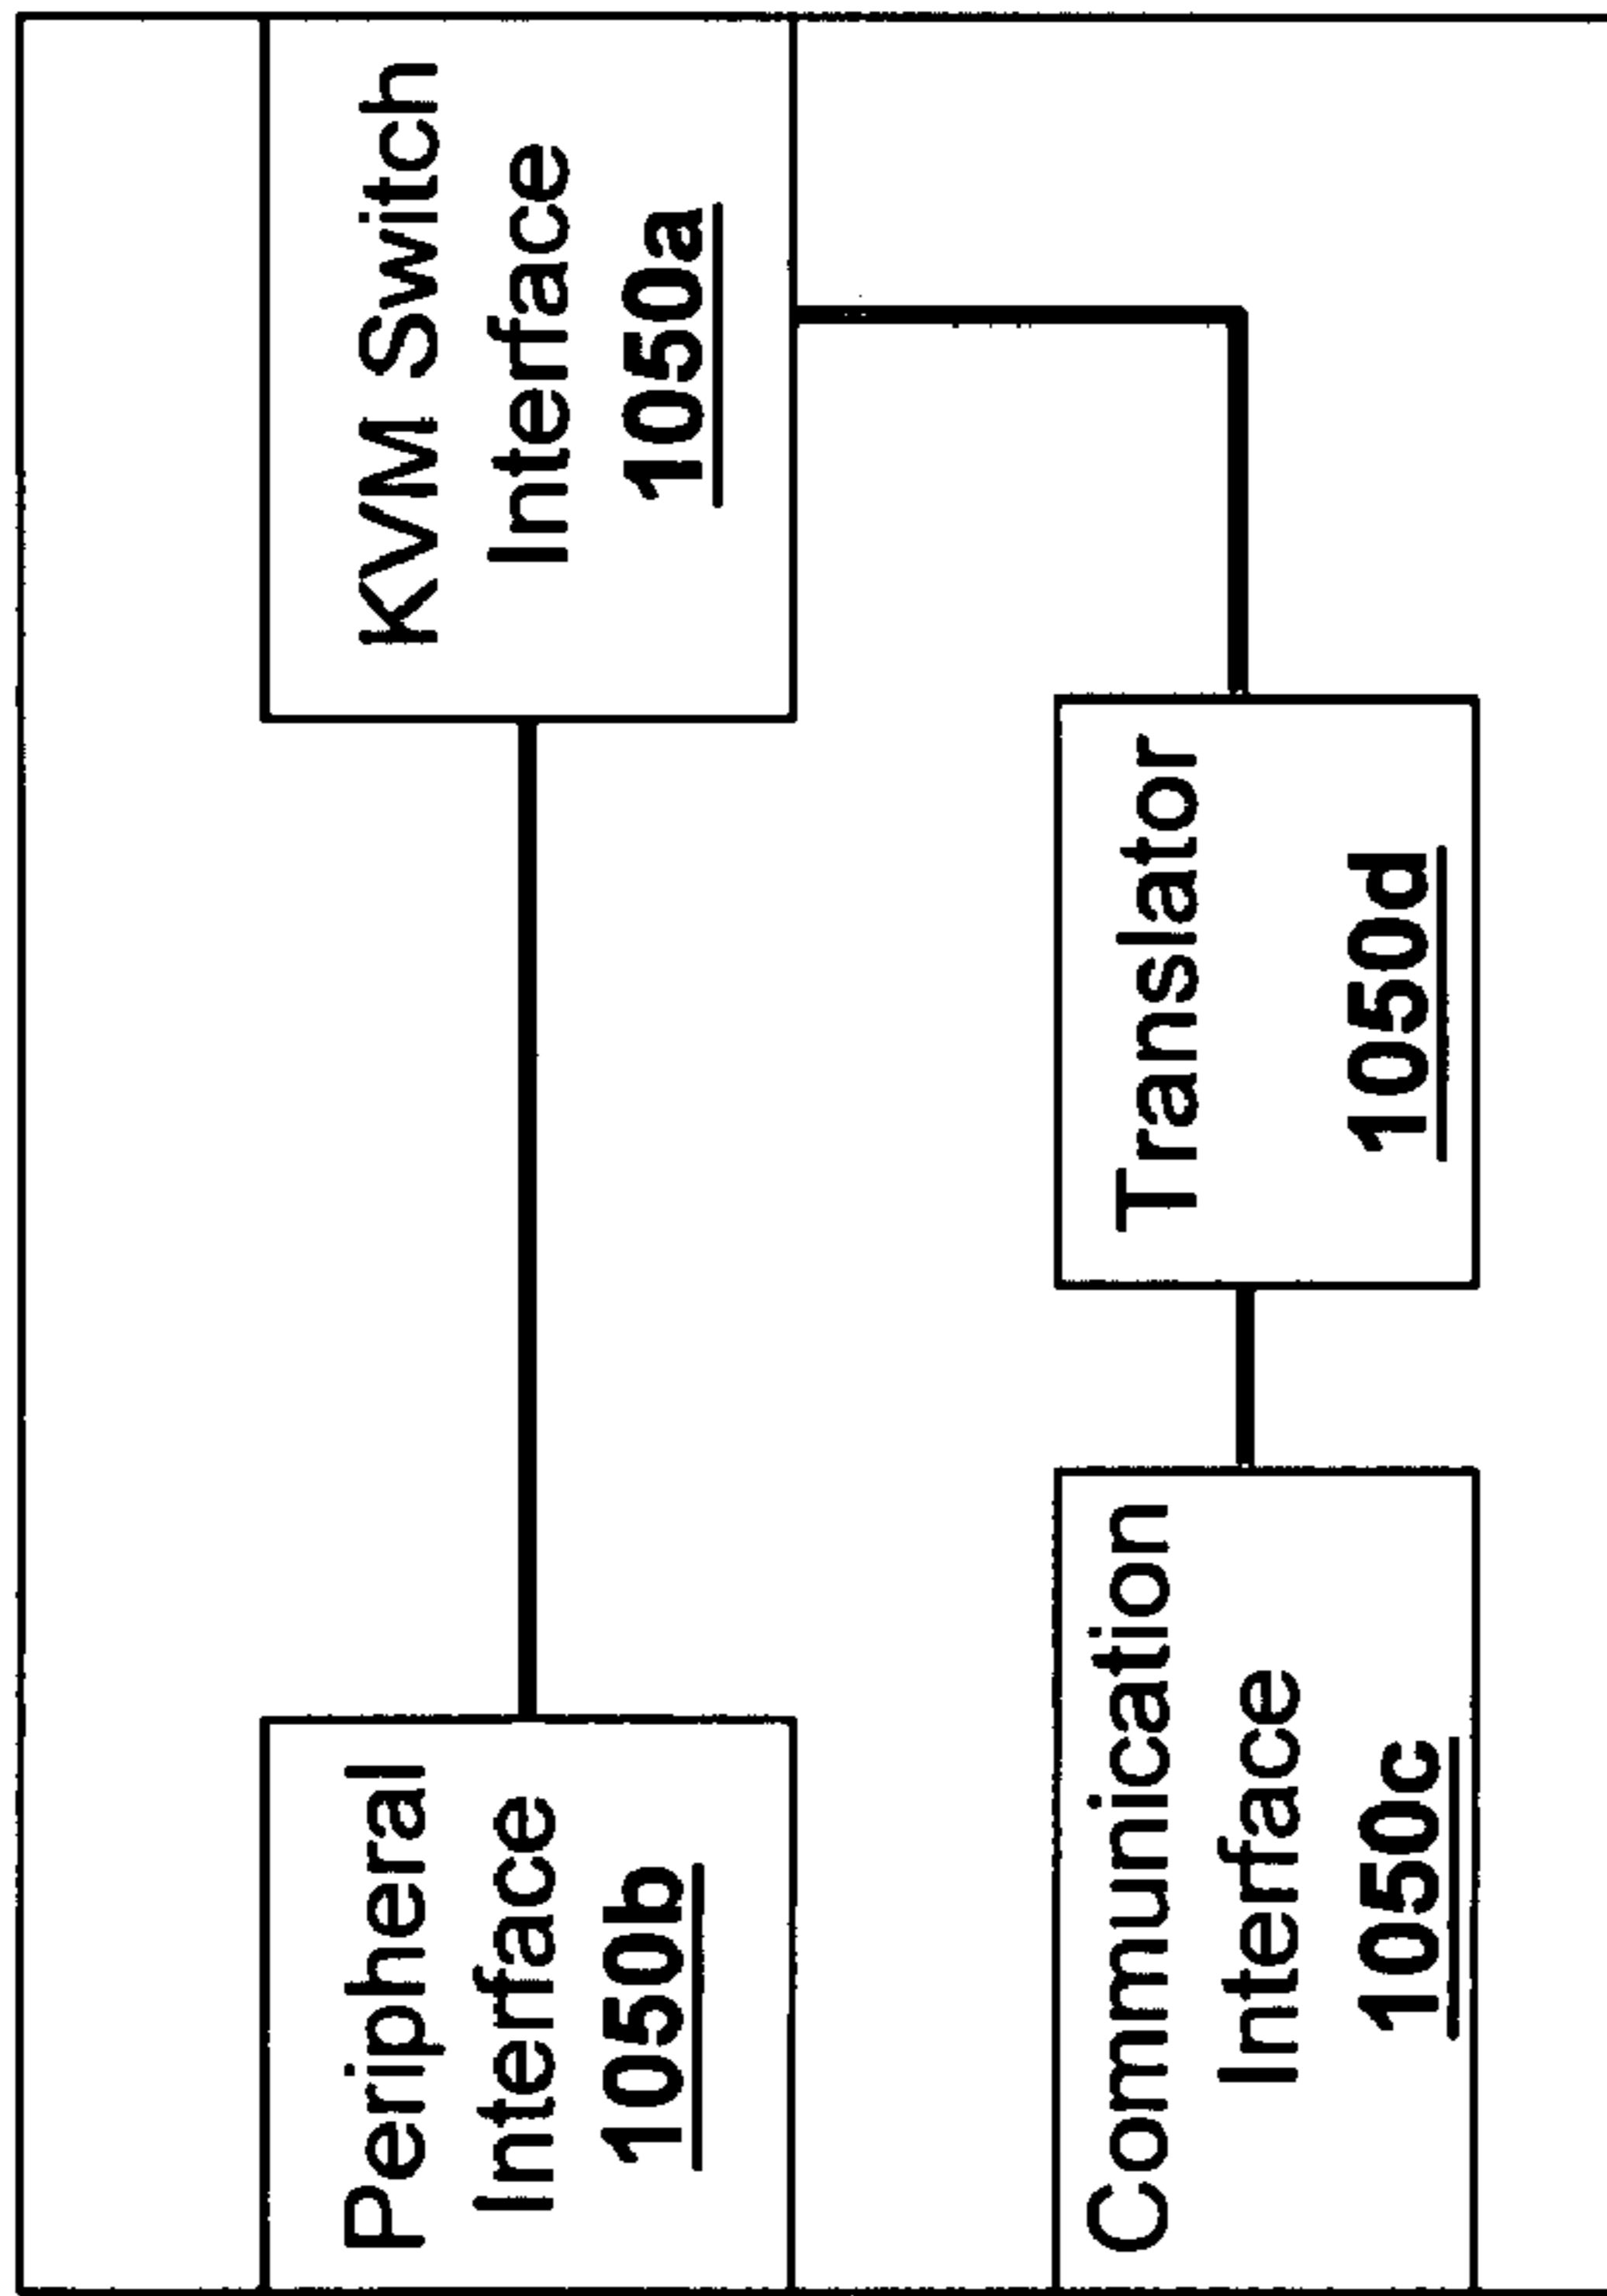 Peripheral
Interface
1050b
KVM Switch
Interface
1050a
Communication
Interface
1050c
Translator
1050d